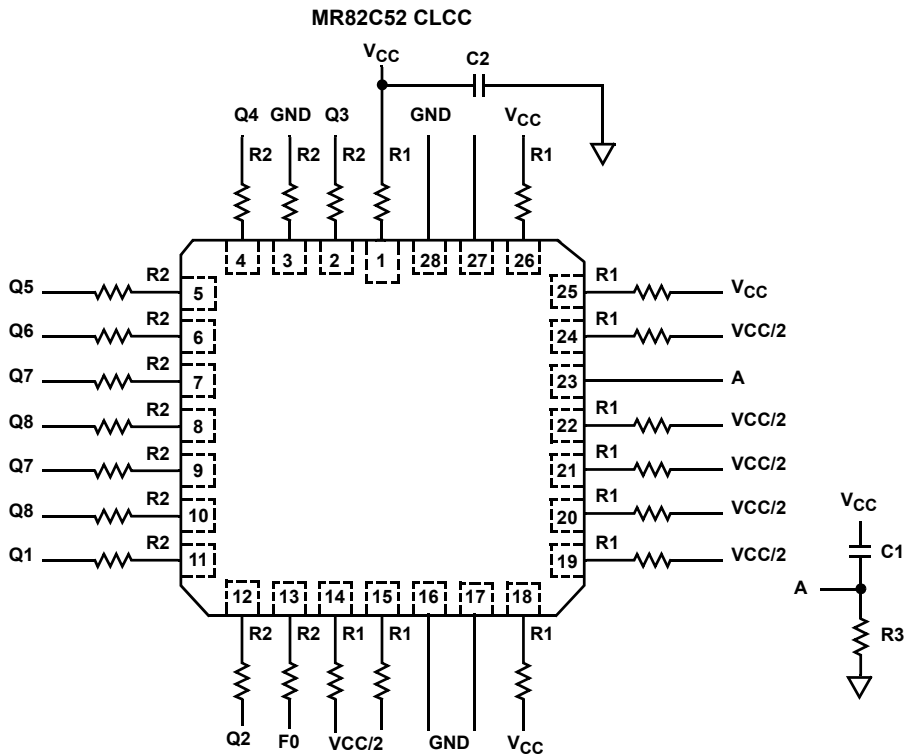 MR82C52 CLCC
VCC
C2
Q4 GND Q3 GND VCC
R2 R2 R2 R1 R1
4 3 2 1 28 27 26
Q5 R2 5 25 R1 VCC
Q6 R2 6 24 R1 VCC/2
Q7 R2 7 23 A
Q8 R2 8 22 R1 VCC/2
Q7 R2 9 21 R1 VCC/2
Q8 R2 10 20 R1 VCC/2
Q1 R2 11 19 R1 VCC/2
VCC
C1
A
R3
12 13 14 15 16 17 18
R2 R2 R1 R1 R1
Q2 F0 VCC/2 GND VCC